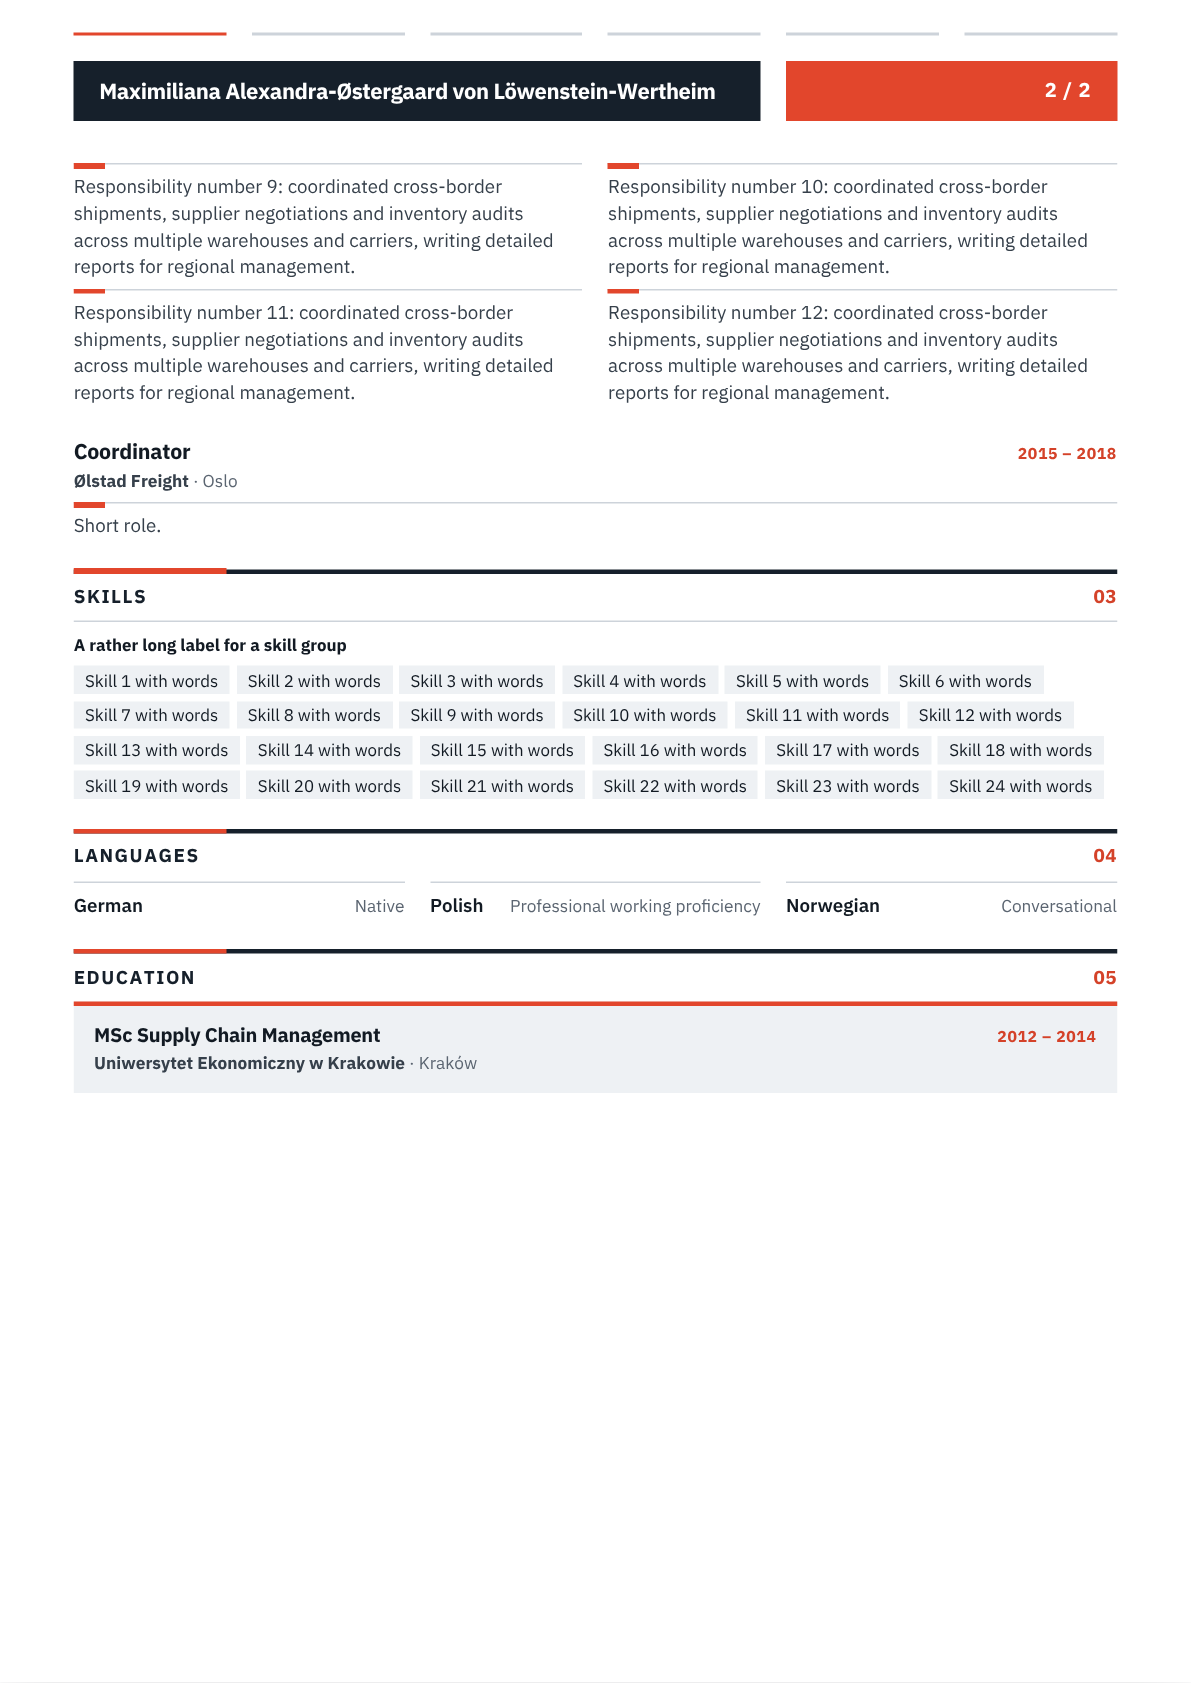 Maximiliana Alexandra-Østergaard von Löwenstein-Wertheim
2 / 2
Responsibility number 9: coordinated cross-border
shipments, supplier negotiations and inventory audits
across multiple warehouses and carriers, writing detailed
reports for regional management.
Responsibility number 10: coordinated cross-border
shipments, supplier negotiations and inventory audits
across multiple warehouses and carriers, writing detailed
reports for regional management.
Responsibility number 11: coordinated cross-border
shipments, supplier negotiations and inventory audits
across multiple warehouses and carriers, writing detailed
reports for regional management.
Responsibility number 12: coordinated cross-border
shipments, supplier negotiations and inventory audits
across multiple warehouses and carriers, writing detailed
reports for regional management.
Coordinator 2015 – 2018
Ølstad Freight · Oslo
Short role.
SKILLS 03
A rather long label for a skill group
Skill 1 with words Skill 2 with words Skill 3 with words Skill 4 with words Skill 5 with words Skill 6 with words
Skill 7 with words Skill 8 with words Skill 9 with words Skill 10 with words Skill 11 with words Skill 12 with words
Skill 13 with words Skill 14 with words Skill 15 with words Skill 16 with words Skill 17 with words Skill 18 with words
Skill 19 with words Skill 20 with words Skill 21 with words Skill 22 with words Skill 23 with words Skill 24 with words
LANGUAGES 04
German Native Polish Professional working proficiency Norwegian Conversational
EDUCATION 05
MSc Supply Chain Management 2012 – 2014
Uniwersytet Ekonomiczny w Krakowie · Kraków